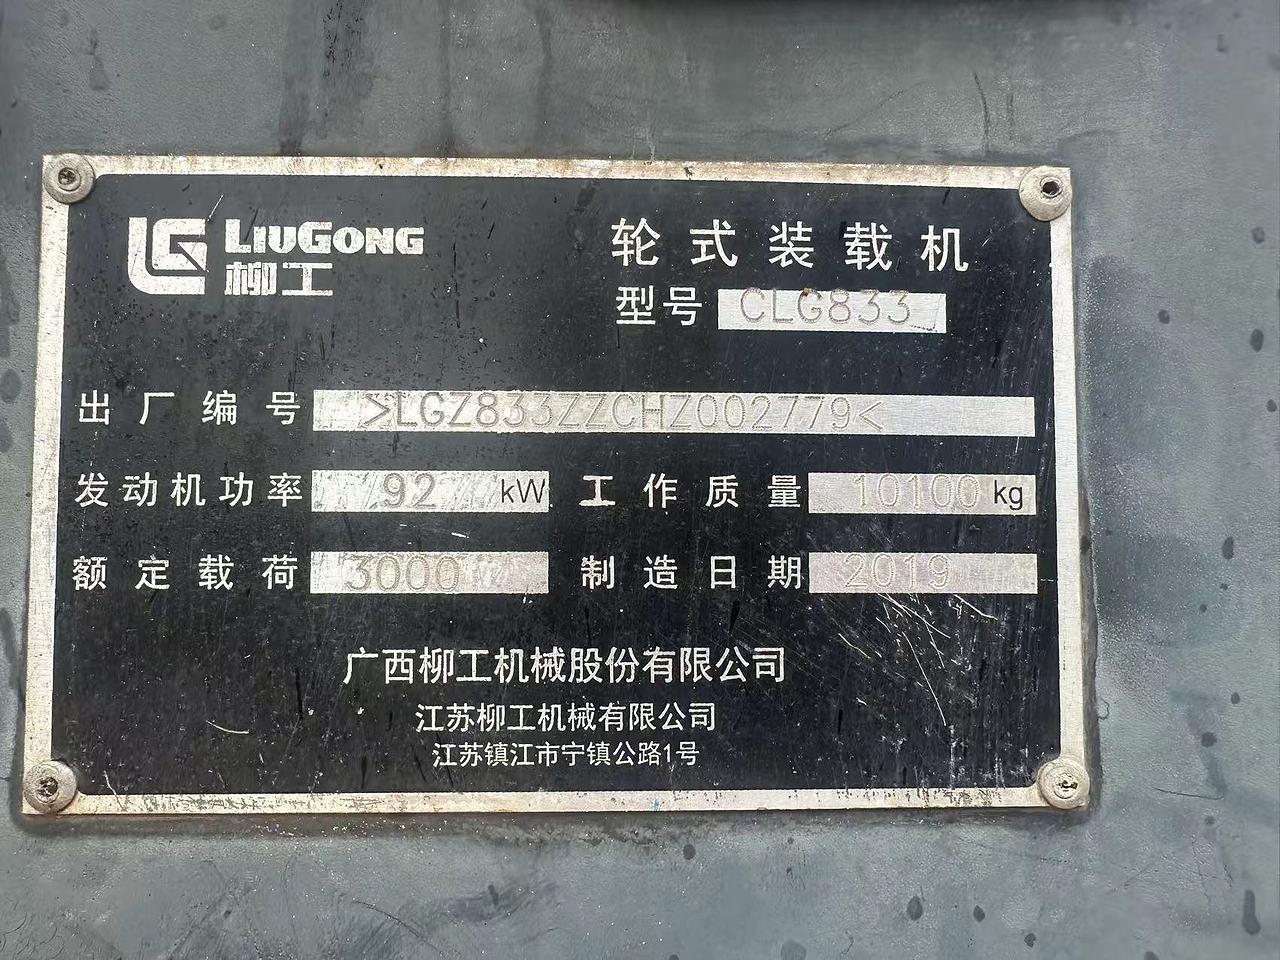 LG LIUGONG
柳工
轮式装载机
型号 CLG833
出厂编号 >LGZ833ZZCHZ002779<
发动机功率 92 kW 工作质量 10100 kg
额定载荷 3000 制造日期 2019
广西柳工机械股份有限公司
江苏柳工机械有限公司
江苏镇江市宁镇公路1号